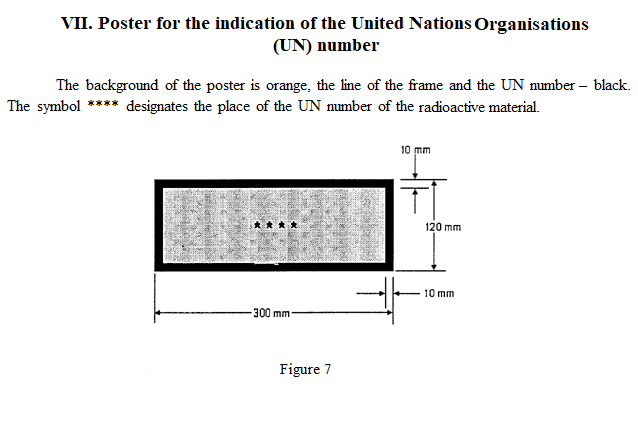 VII. Poster for the indication of the United Nations Organisations
(UN) number
The background of the poster is orange, the line of the frame and the UN number – black.
The symbol **** designates the place of the UN number of the radioactive material.
10 mm
****
120 mm
10 mm
300 mm
Figure 7